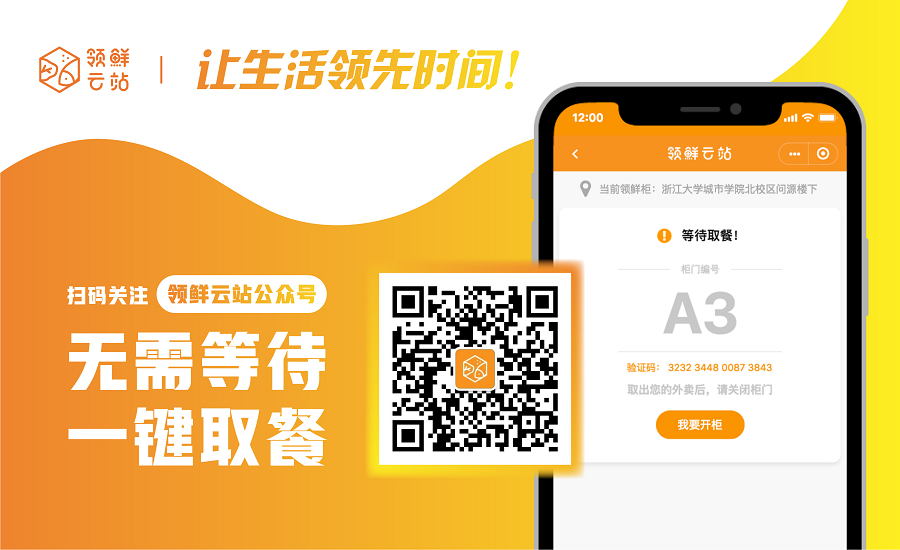 领鲜
云站
让生活领先时间!
扫码关注 领鲜云站公众号
无需等待
一键取餐
12:00
领鲜云站
当前领鲜柜：浙江大学城市学院北校区问源楼下
等待取餐!
柜门编号
A3
验证码： 3232 3448 0087 3843
取出您的外卖后，请关闭柜门
我要开柜